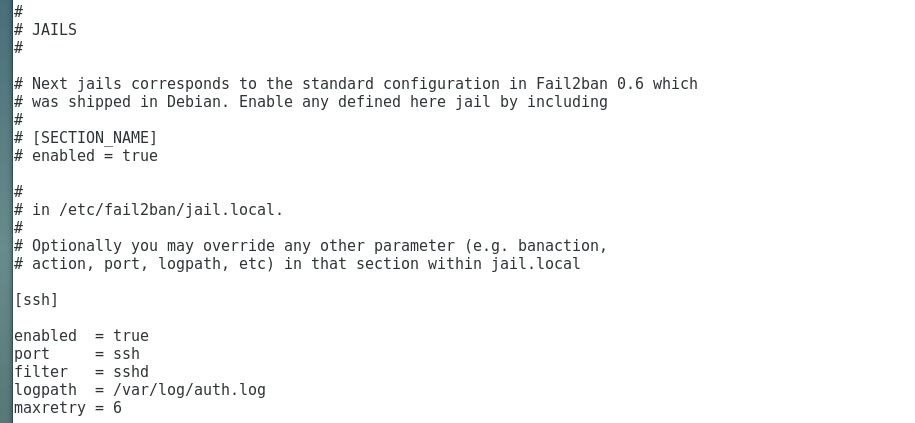 #
# JAILS
#
# Next jails corresponds to the standard configuration in Fail2ban 0.6 which
# was shipped in Debian. Enable any defined here jail by including
#
# [SECTION_NAME]
# enabled = true
#
# in /etc/fail2ban/jail.local.
#
# Optionally you may override any other parameter (e.g. banaction,
# action, port, logpath, etc) in that section within jail.local
[ssh]
enabled  = true
port     = ssh
filter   = sshd
logpath  = /var/log/auth.log
maxretry = 6